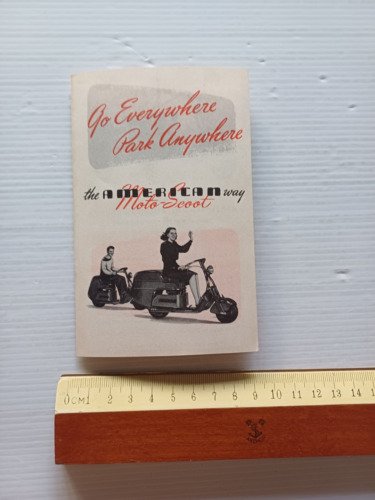 Go Everywhere
Park Anywhere
the AMERICAN way
Moto-Scoot
0CM1 2 3 4 5 6 7 8 9 10 11 12 13 14